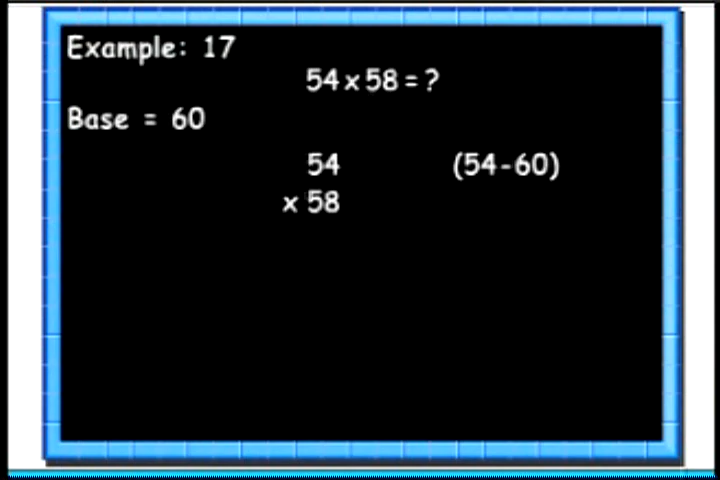 Example: 17
54 x 58 = ?
Base = 60
54 (54-60)
x 58